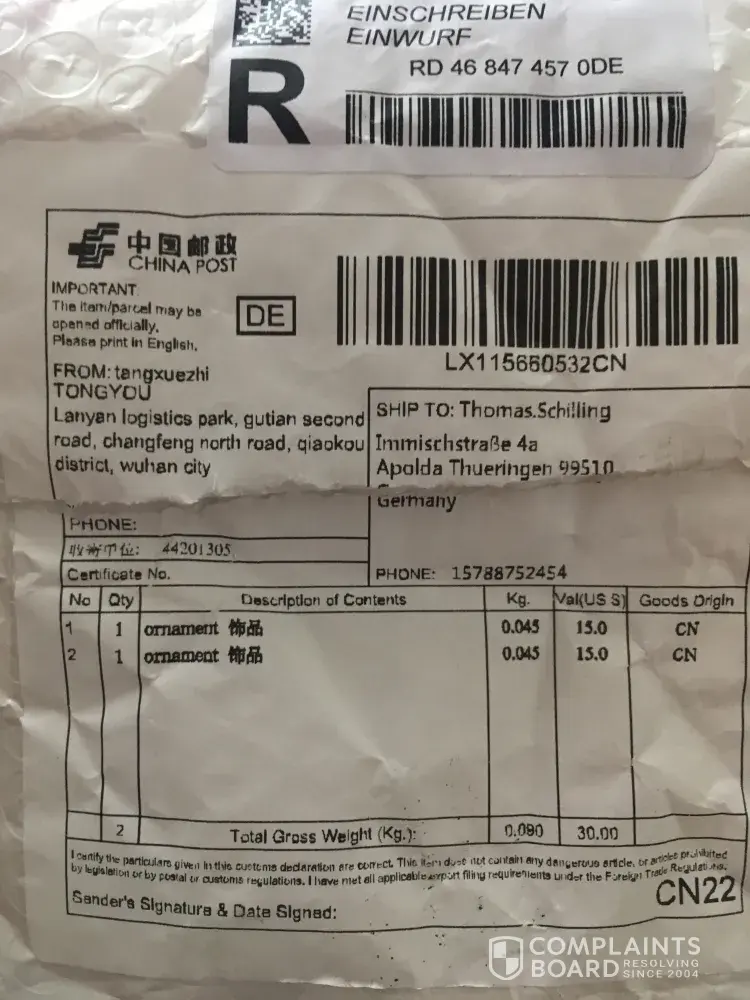 EINSCHREIBEN
EINWURF
R
RD 46 847 457 0DE
中国邮政
CHINA POST
IMPORTANT
The item/parcel may be
opened officially.
Please print in English.
DE
LX115660532CN
FROM: tangxuezhi
TONGYOU
Lanyan logistics park, gutian second
road, changfeng north road, qiaokou
district, wuhan city
SHIP TO: Thomas.Schilling
Immischstraße 4a
Apolda Thueringen 99510
Germany
PHONE:
44201305
Certificate No.
PHONE: 15788752454
No Qty Description of Contents Kg. Val(US $) Goods Origin
1 1 ornament 饰品 0.045 15.0 CN
2 1 ornament 饰品 0.045 15.0 CN
2 Total Gross Weight (Kg.): 0.090 30.00
I certify the particulars given in this customs declaration are correct. This item does not contain any dangerous article, or articles prohibited
by legislation or by postal or customs regulations. I have met all applicable export filing requirements under the Foreign Trade Regulations.
Sender's Signature & Date Signed:
CN22
COMPLAINTS
BOARD RESOLVING
SINCE 2004